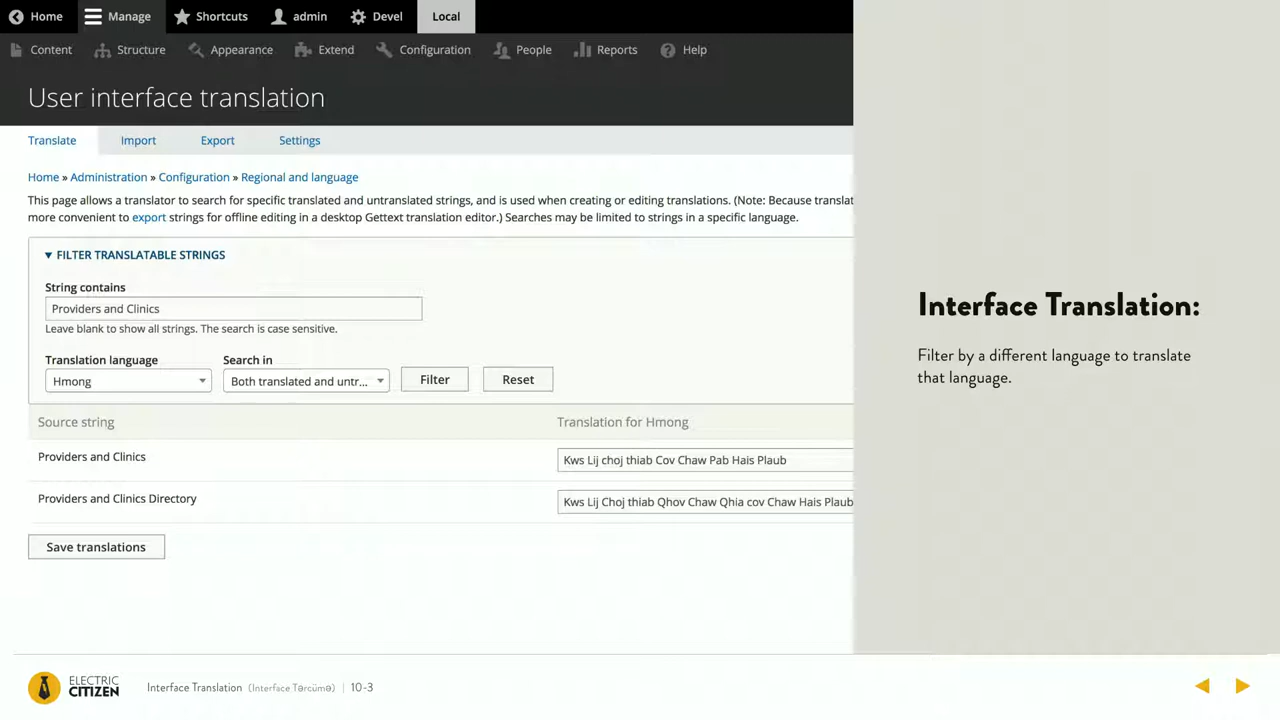 Home Manage Shortcuts admin Devel Local
Content Structure Appearance Extend Configuration People Reports Help
User interface translation
Translate Import Export Settings
Home » Administration » Configuration » Regional and language
This page allows a translator to search for specific translated and untranslated strings, and is used when creating or editing translations. (Note: Because translat
more convenient to export strings for offline editing in a desktop Gettext translation editor.) Searches may be limited to strings in a specific language.
▼ FILTER TRANSLATABLE STRINGS
String contains
Providers and Clinics
Leave blank to show all strings. The search is case sensitive.
Translation language Search in
Hmong Both translated and untr... Filter Reset
Source string Translation for Hmong
Providers and Clinics Kws Lij choj thiab Cov Chaw Pab Hais Plaub
Providers and Clinics Directory Kws Lij Choj thiab Qhov Chaw Qhia cov Chaw Hais Plaub
Save translations
Interface Translation:
Filter by a different language to translate
that language.
ELECTRIC
CITIZEN
Interface Translation (Interface Tərcümə) | 10-3